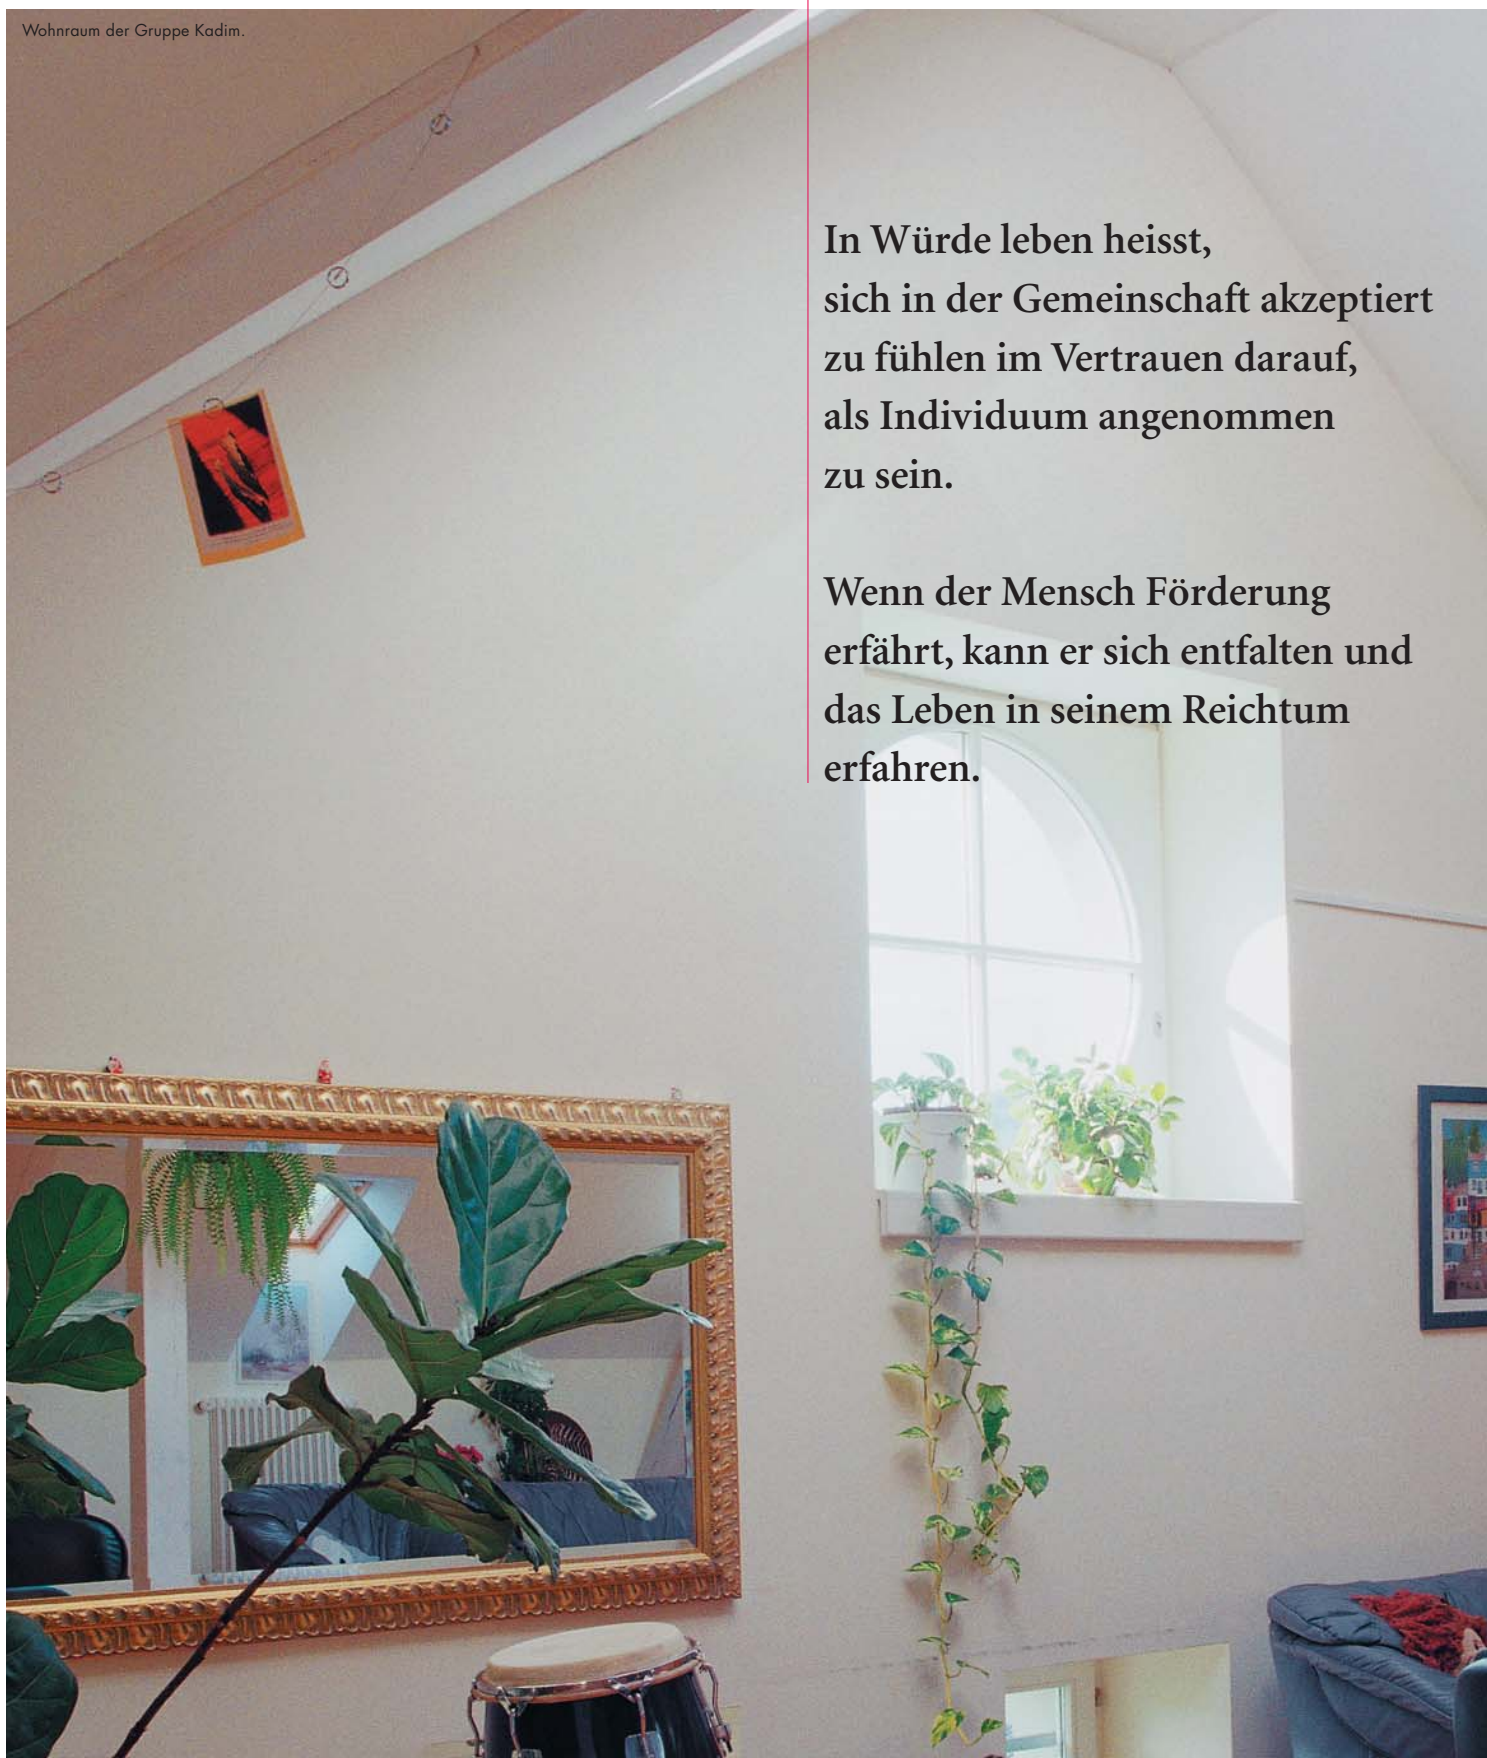 Wohnraum der Gruppe Kadim.
In Würde leben heisst,
sich in der Gemeinschaft akzeptiert
zu fühlen im Vertrauen darauf,
als Individuum angenommen
zu sein.
Wenn der Mensch Förderung
erfährt, kann er sich entfalten und
das Leben in seinem Reichtum
erfahren.